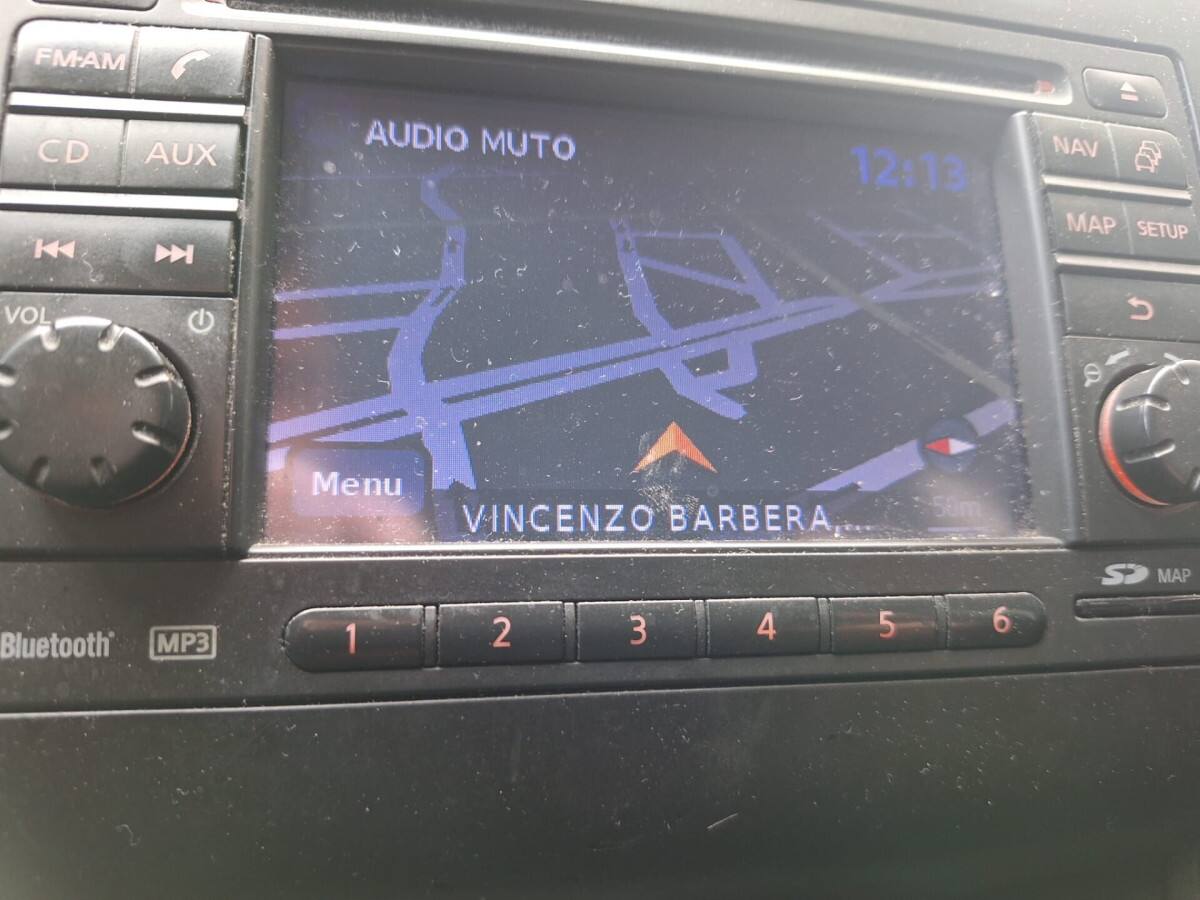 FM·AM
CD AUX
VOL
AUDIO MUTO
12:13
Menu
VINCENZO BARBERA,...
50m
NAV
MAP SETUP
SD MAP
Bluetooth MP3
1 2 3 4 5 6